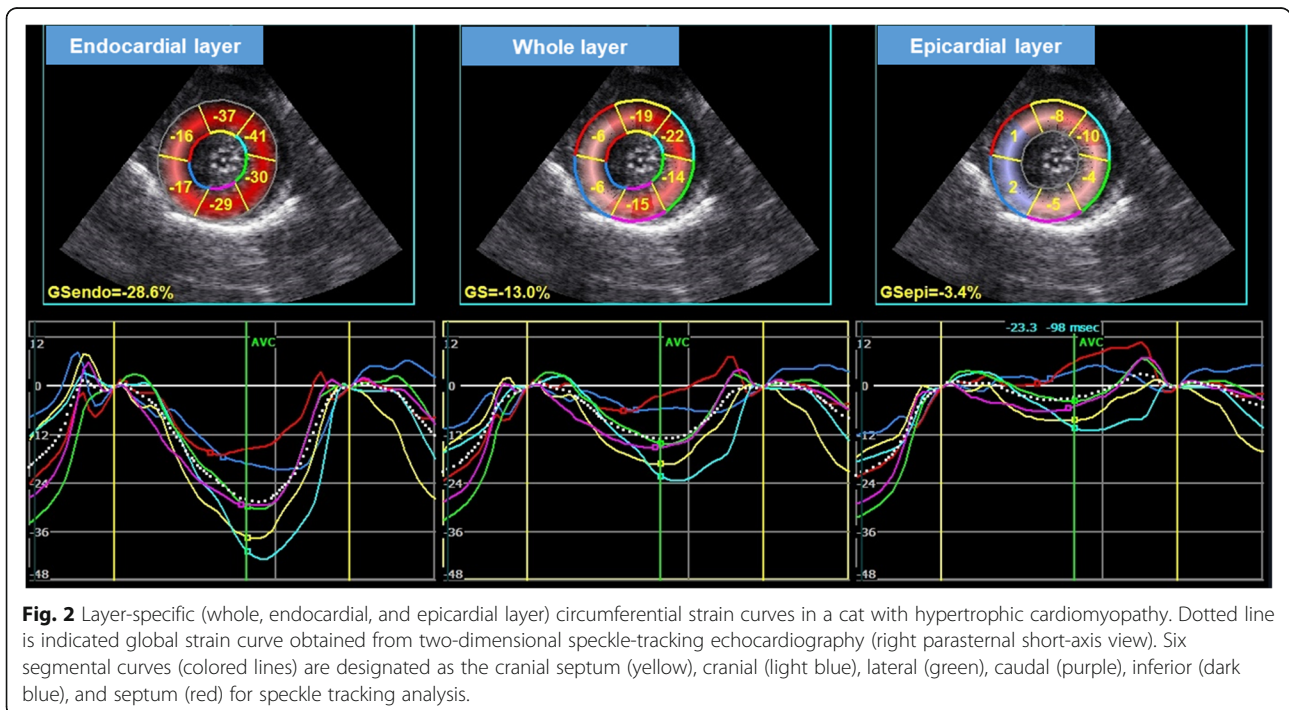 Endocardial layer
Whole layer
Epicardial layer
-37
-16
-41
-30
-17
-29
GSendo=-28.6%
-19
-6
-22
-14
-6
-15
GS=-13.0%
-8
1
-10
-4
2
-5
GSepi=-3.4%
-23.3 -98 msec
12
AVC
0
-12
-24
-36
-48
12
AVC
0
-12
-24
-36
-48
12
AVC
0
-12
-24
-36
-48
Fig. 2 Layer-specific (whole, endocardial, and epicardial layer) circumferential strain curves in a cat with hypertrophic cardiomyopathy. Dotted line
is indicated global strain curve obtained from two-dimensional speckle-tracking echocardiography (right parasternal short-axis view). Six
segmental curves (colored lines) are designated as the cranial septum (yellow), cranial (light blue), lateral (green), caudal (purple), inferior (dark
blue), and septum (red) for speckle tracking analysis.